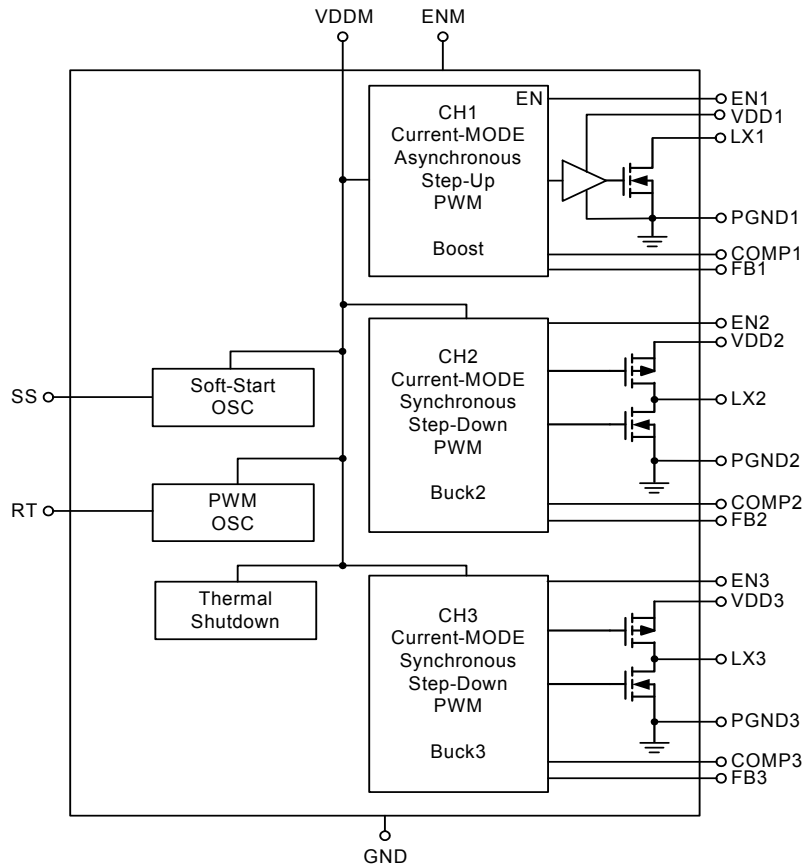 VDDM
ENM
EN
CH1
Current-MODE
Asynchronous
Step-Up
PWM
Boost
EN1
VDD1
LX1
PGND1
COMP1
FB1
SS
Soft-Start
OSC
RT
PWM
OSC
Thermal
Shutdown
CH2
Current-MODE
Synchronous
Step-Down
PWM
Buck2
EN2
VDD2
LX2
PGND2
COMP2
FB2
CH3
Current-MODE
Synchronous
Step-Down
PWM
Buck3
EN3
VDD3
LX3
PGND3
COMP3
FB3
GND